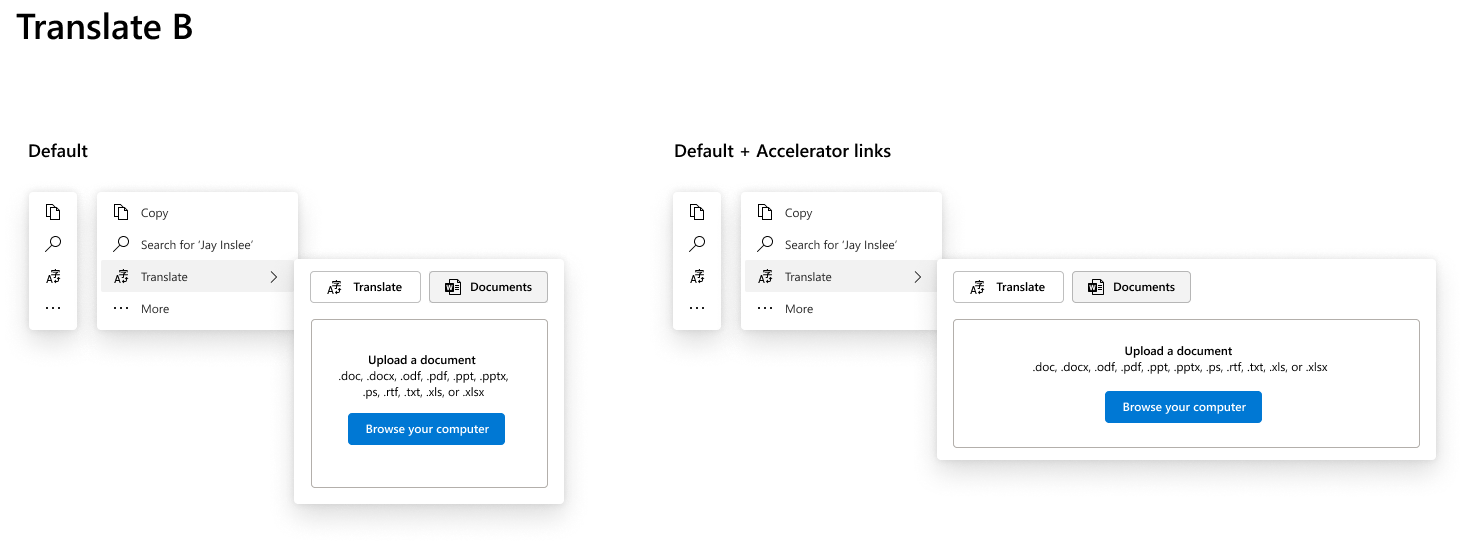 Translate B
Default
Copy
Search for 'Jay Inslee'
Translate
More
Translate
Documents
Upload a document
.doc, .docx, .odf, .pdf, .ppt, .pptx,
.ps, .rtf, .txt, .xls, or .xlsx
Browse your computer
Default + Accelerator links
Copy
Search for 'Jay Inslee'
Translate
More
Translate
Documents
Upload a document
.doc, .docx, .odf, .pdf, .ppt, .pptx, .ps, .rtf, .txt, .xls, or .xlsx
Browse your computer